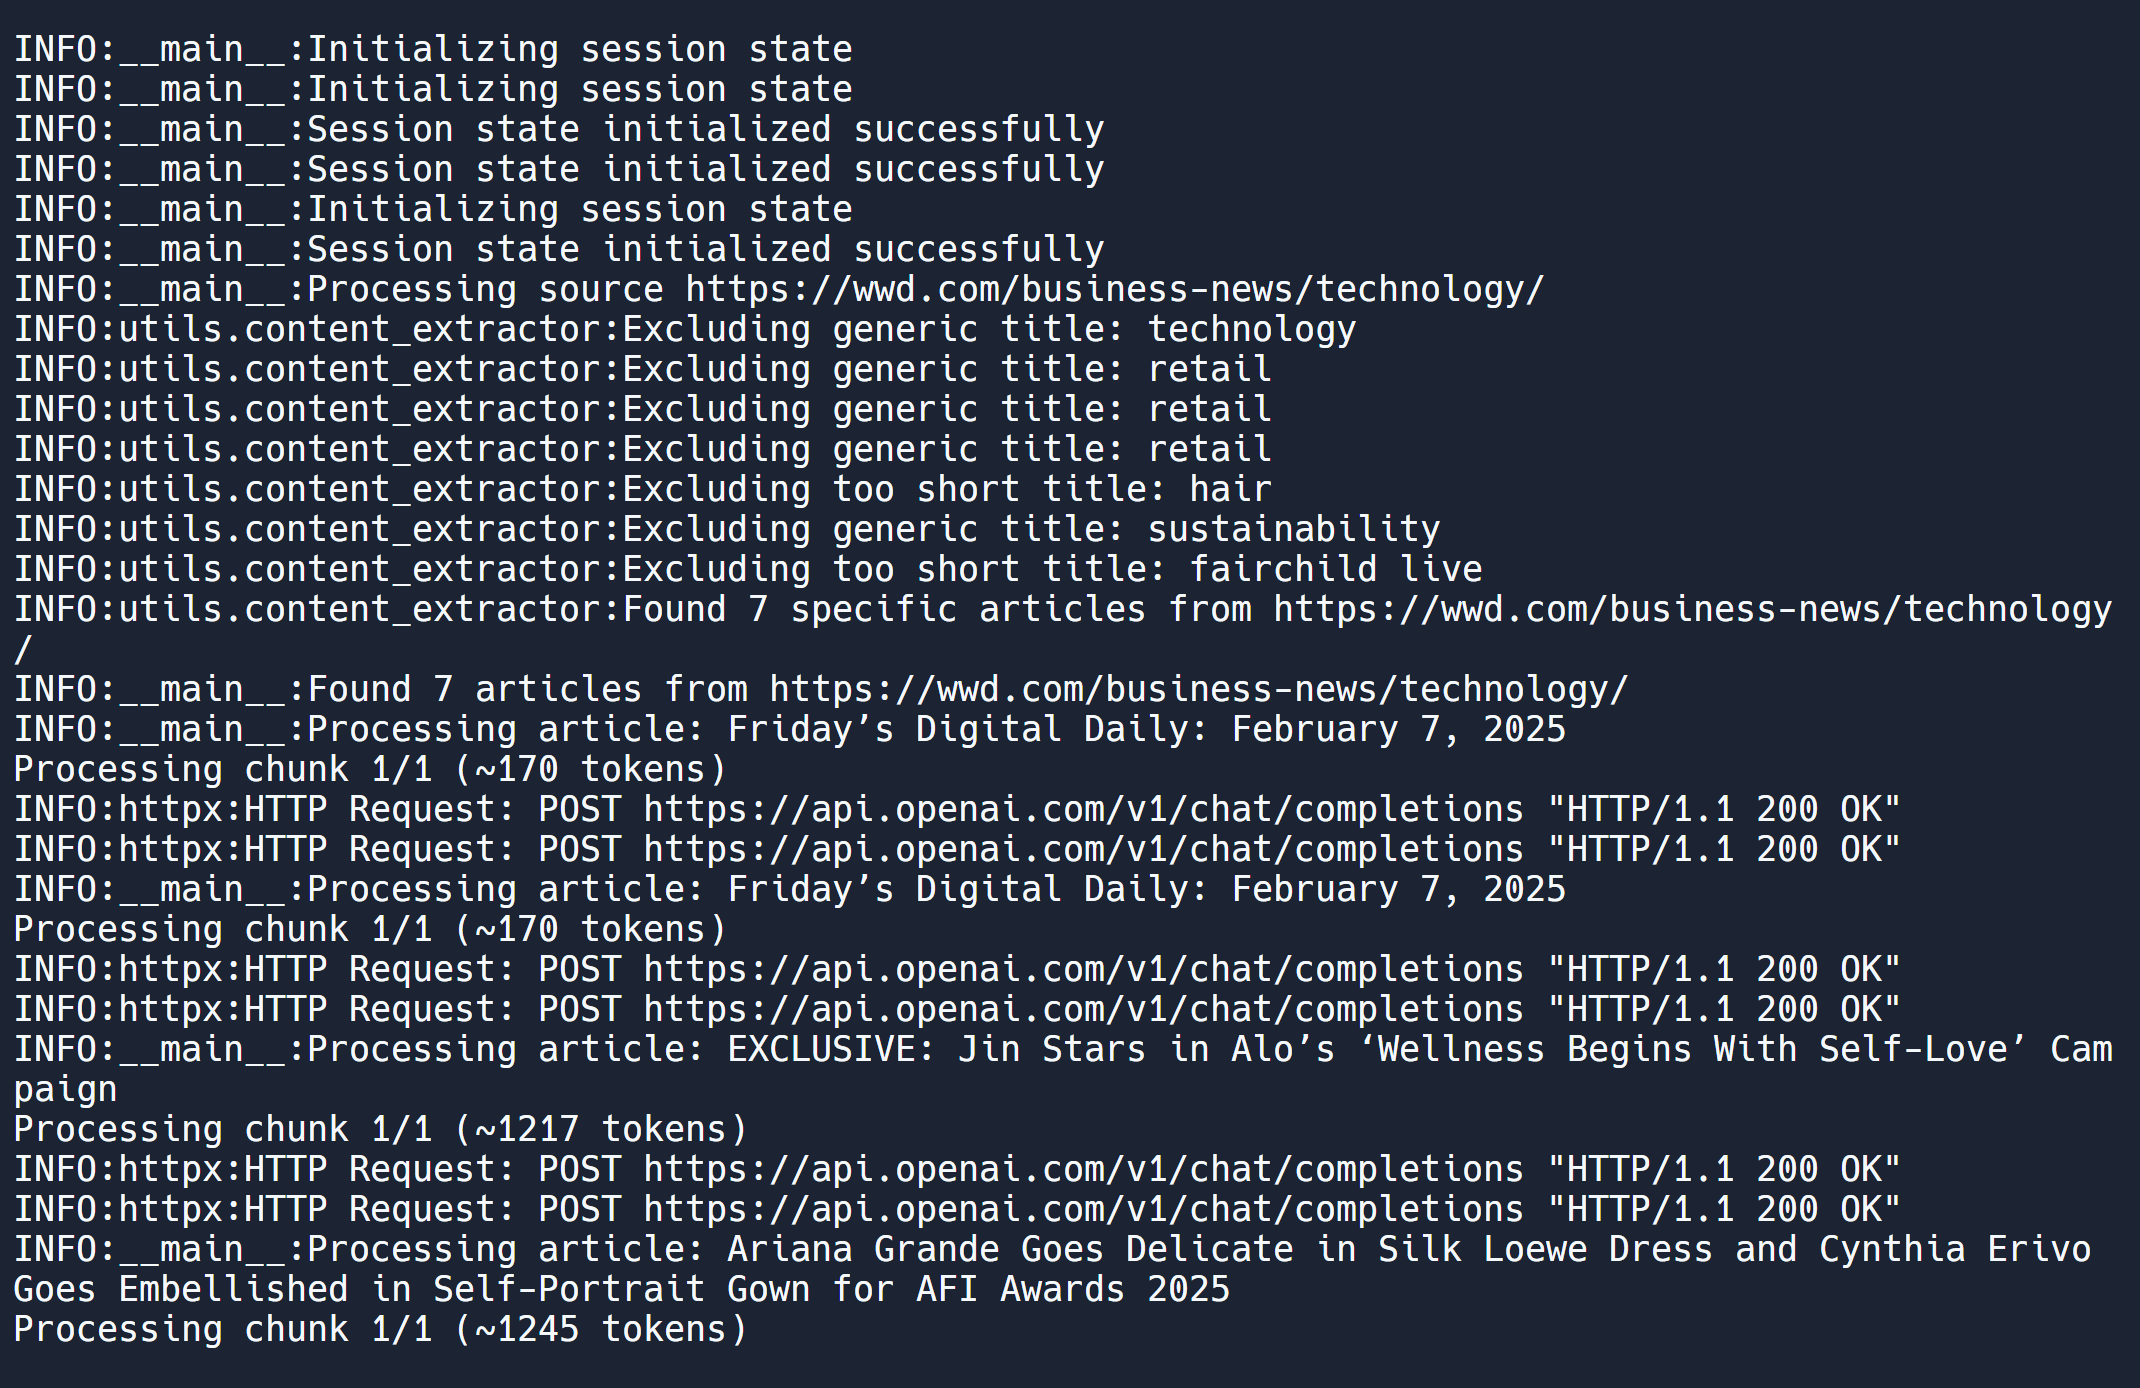 INFO:__main__:Initializing session state
INFO:__main__:Initializing session state
INFO:__main__:Session state initialized successfully
INFO:__main__:Session state initialized successfully
INFO:__main__:Initializing session state
INFO:__main__:Session state initialized successfully
INFO:__main__:Processing source https://wwd.com/business-news/technology/
INFO:utils.content_extractor:Excluding generic title: technology
INFO:utils.content_extractor:Excluding generic title: retail
INFO:utils.content_extractor:Excluding generic title: retail
INFO:utils.content_extractor:Excluding generic title: retail
INFO:utils.content_extractor:Excluding too short title: hair
INFO:utils.content_extractor:Excluding generic title: sustainability
INFO:utils.content_extractor:Excluding too short title: fairchild live
INFO:utils.content_extractor:Found 7 specific articles from https://wwd.com/business-news/technology
/
INFO:__main__:Found 7 articles from https://wwd.com/business-news/technology/
INFO:__main__:Processing article: Friday’s Digital Daily: February 7, 2025
Processing chunk 1/1 (~170 tokens)
INFO:httpx:HTTP Request: POST https://api.openai.com/v1/chat/completions "HTTP/1.1 200 OK"
INFO:httpx:HTTP Request: POST https://api.openai.com/v1/chat/completions "HTTP/1.1 200 OK"
INFO:__main__:Processing article: Friday’s Digital Daily: February 7, 2025
Processing chunk 1/1 (~170 tokens)
INFO:httpx:HTTP Request: POST https://api.openai.com/v1/chat/completions "HTTP/1.1 200 OK"
INFO:httpx:HTTP Request: POST https://api.openai.com/v1/chat/completions "HTTP/1.1 200 OK"
INFO:__main__:Processing article: EXCLUSIVE: Jin Stars in Alo’s ‘Wellness Begins With Self-Love’ Cam
paign
Processing chunk 1/1 (~1217 tokens)
INFO:httpx:HTTP Request: POST https://api.openai.com/v1/chat/completions "HTTP/1.1 200 OK"
INFO:httpx:HTTP Request: POST https://api.openai.com/v1/chat/completions "HTTP/1.1 200 OK"
INFO:__main__:Processing article: Ariana Grande Goes Delicate in Silk Loewe Dress and Cynthia Erivo
Goes Embellished in Self-Portrait Gown for AFI Awards 2025
Processing chunk 1/1 (~1245 tokens)